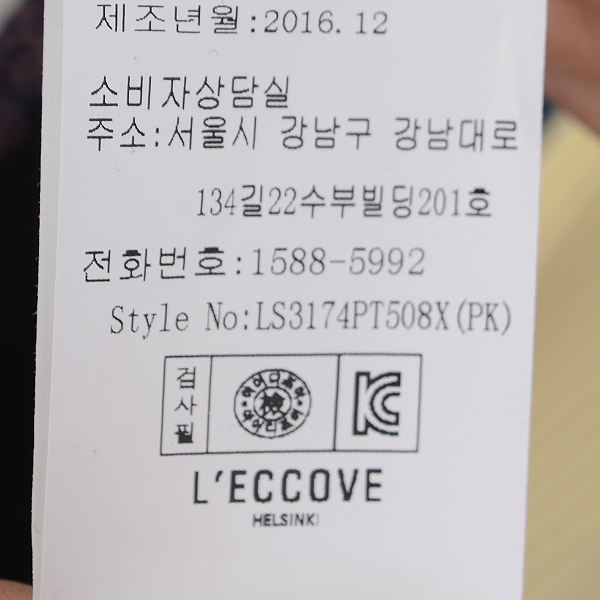 제조년월:2016.12
소비자상담실
주소:서울시 강남구 강남대로
134길22수부빌딩201호
전화번호:1588-5992
Style No:LS3174PT508X(PK)
검사필
KC
L'ECCOVE
HELSINKI